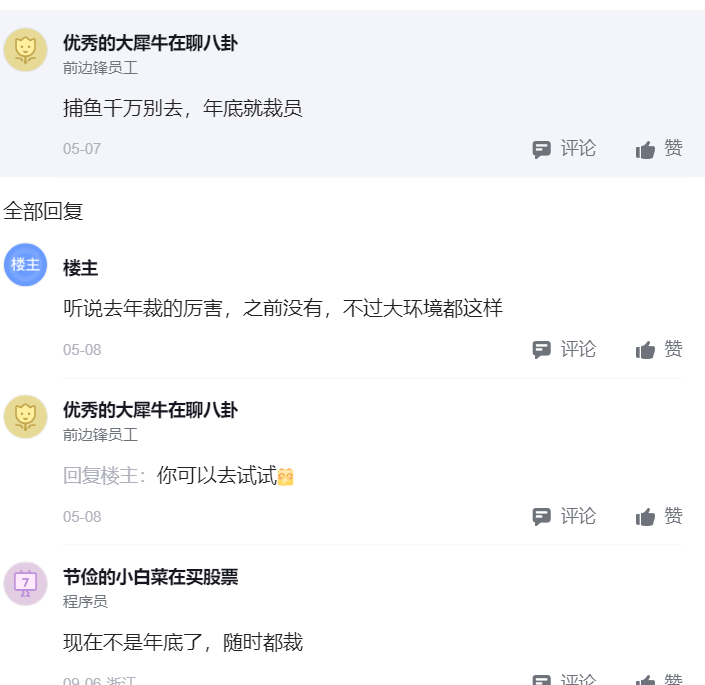 优秀的大犀牛在聊八卦
前边锋员工
捕鱼千万别去，年底就裁员
05-07 评论 赞
全部回复
楼主
楼主
听说去年裁的厉害，之前没有，不过大环境都这样
05-08 评论 赞
优秀的大犀牛在聊八卦
前边锋员工
回复楼主：你可以去试试
05-08 评论 赞
7
节俭的小白菜在买股票
程序员
现在不是年底了，随时都裁
09-06 浙江 评论 赞